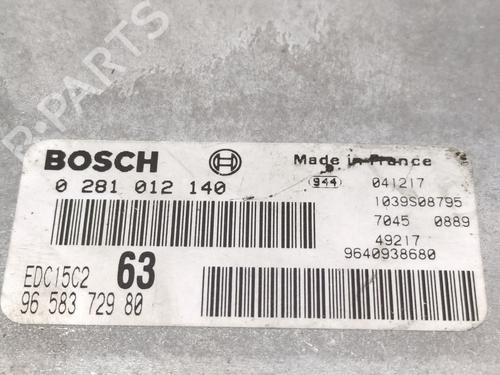 B-PARTS
BOSCH
Made in France
0 281 012 140
944 041217
1039S08795
7045 0889
49217
9640938680
EDC15C2 63
96 583 729 80